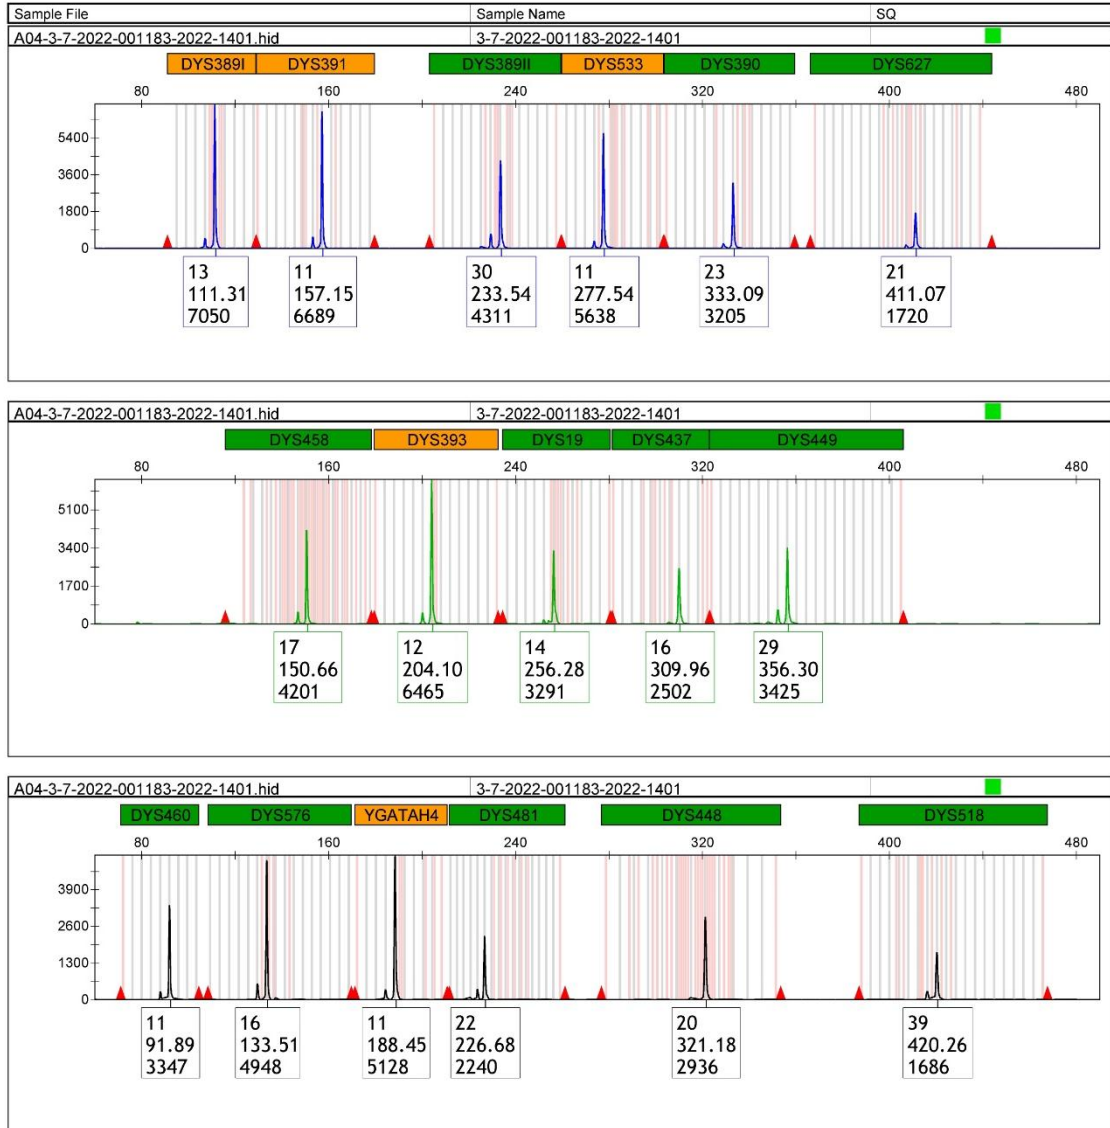 Sample File Sample Name SQ
A04-3-7-2022-001183-2022-1401.hid 3-7-2022-001183-2022-1401
DYS389I DYS391 DYS389II DYS533 DYS390 DYS627
80 160 240 320 400 480
5400
3600
1800
0
13 11 30 11 23 21
111.31 157.15 233.54 277.54 333.09 411.07
7050 6689 4311 5638 3205 1720
A04-3-7-2022-001183-2022-1401.hid 3-7-2022-001183-2022-1401
DYS458 DYS393 DYS19 DYS437 DYS449
80 160 240 320 400 480
5100
3400
1700
0
17 12 14 16 29
150.66 204.10 256.28 309.96 356.30
4201 6465 3291 2502 3425
A04-3-7-2022-001183-2022-1401.hid 3-7-2022-001183-2022-1401
DYS460 DYS576 YGATAH4 DYS481 DYS448 DYS518
80 160 240 320 400 480
3900
2600
1300
0
11 16 11 22 20 39
91.89 133.51 188.45 226.68 321.18 420.26
3347 4948 5128 2240 2936 1686